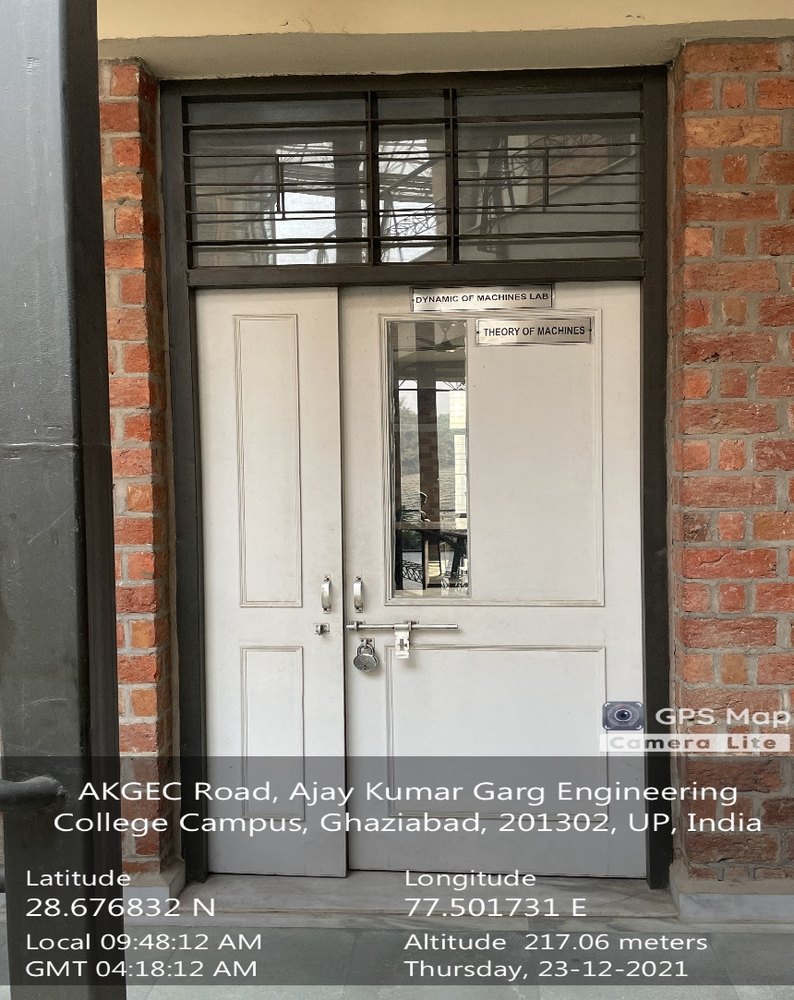 DYNAMIC OF MACHINES LAB
THEORY OF MACHINES
GPS Map
Camera Lite
AKGEC Road, Ajay Kumar Garg Engineering
College Campus, Ghaziabad, 201302, UP, India
Latitude
28.676832 N
Longitude
77.501731 E
Local 09:48:12 AM
GMT 04:18:12 AM
Altitude 217.06 meters
Thursday, 23-12-2021